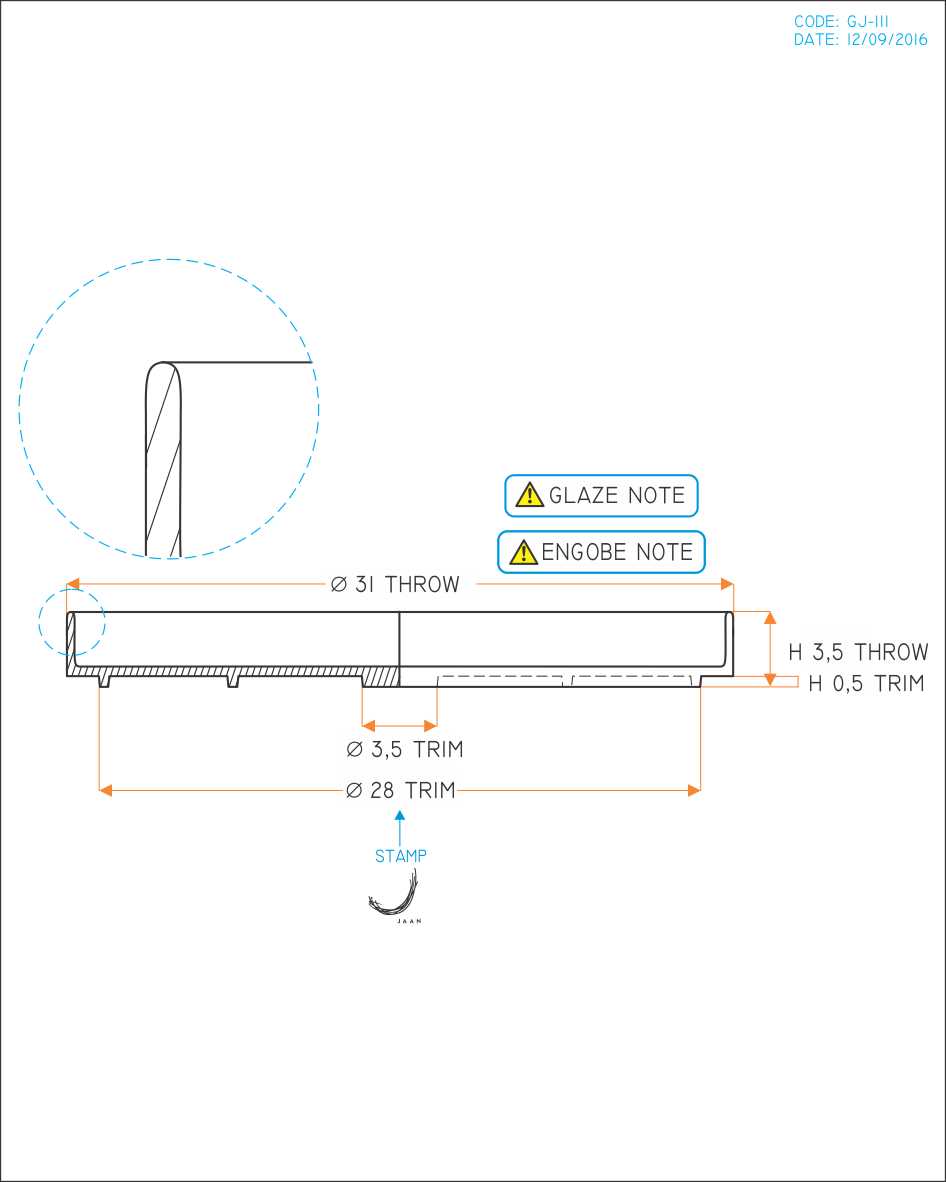 CODE: GJ-111
DATE: 12/09/2016
GLAZE NOTE
ENGOBE NOTE
Ø 31 THROW
H 3,5 THROW
H 0,5 TRIM
Ø 3,5 TRIM
Ø 28 TRIM
STAMP
JAAN